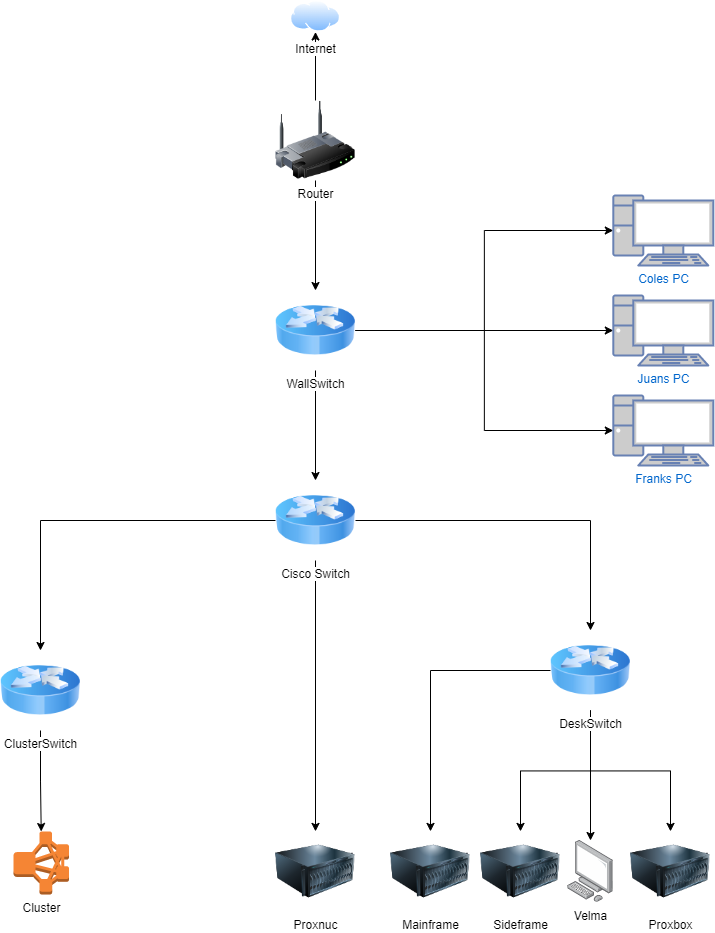 Internet
Router
Coles PC
Juans PC
WallSwitch
Franks PC
Cisco Switch
DeskSwitch
ClusterSwitch
Cluster
Proxnuc
Mainframe
Sideframe
Velma
Proxbox